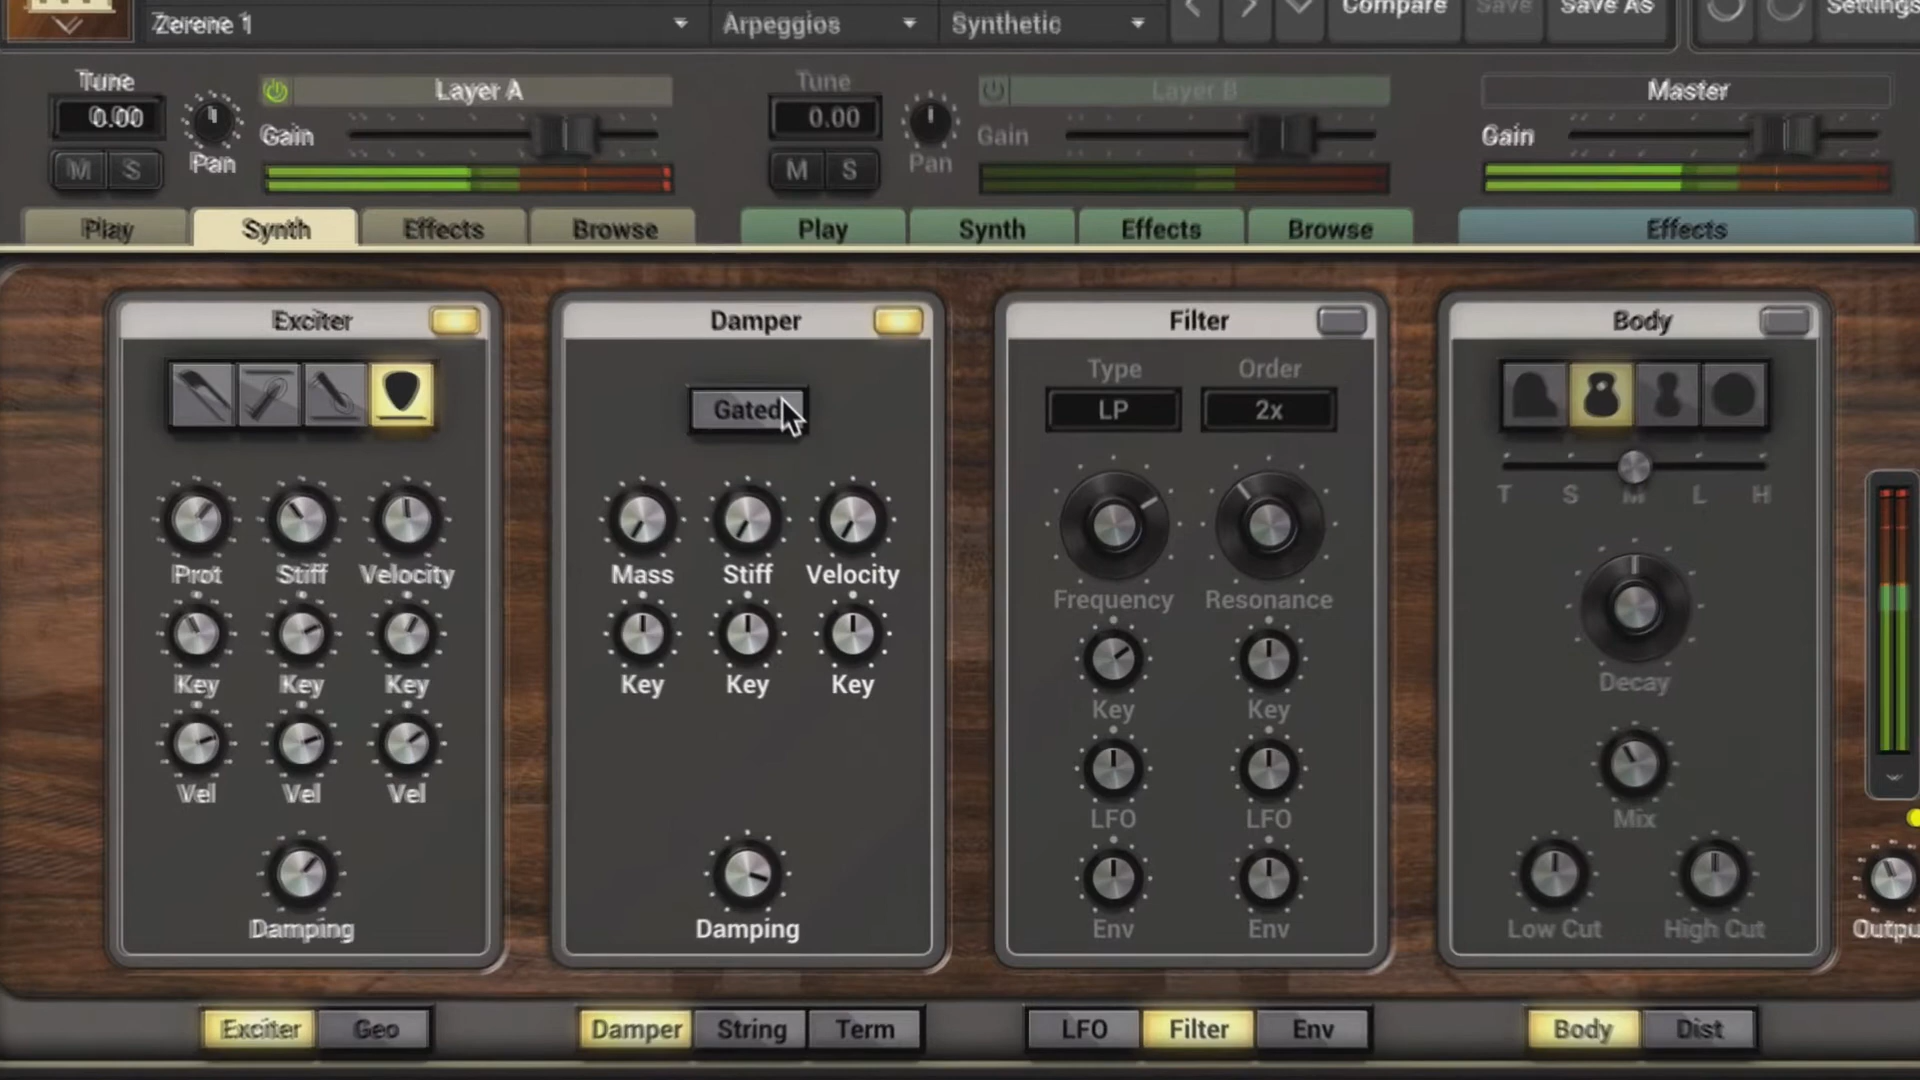 Zerene 1 Arpeggios Synthetic Compare Save Save As Settings
Tune Layer A Tune Layer B Master
0.00 Gain 0.00 Gain Gain
M S Pan M S Pan
Play Synth Effects Browse Play Synth Effects Browse Effects
Exciter Damper Filter Body
Type Order
Gated LP 2x
T S M L H
Prot Stiff Velocity Mass Stiff Velocity Frequency Resonance
Key Key Key Key Key Key Key Key Decay
Vel Vel Vel LFO LFO Mix
Damping Damping Env Env Low Cut High Cut Outpu
Exciter Geo Damper String Term LFO Filter Env Body Dist